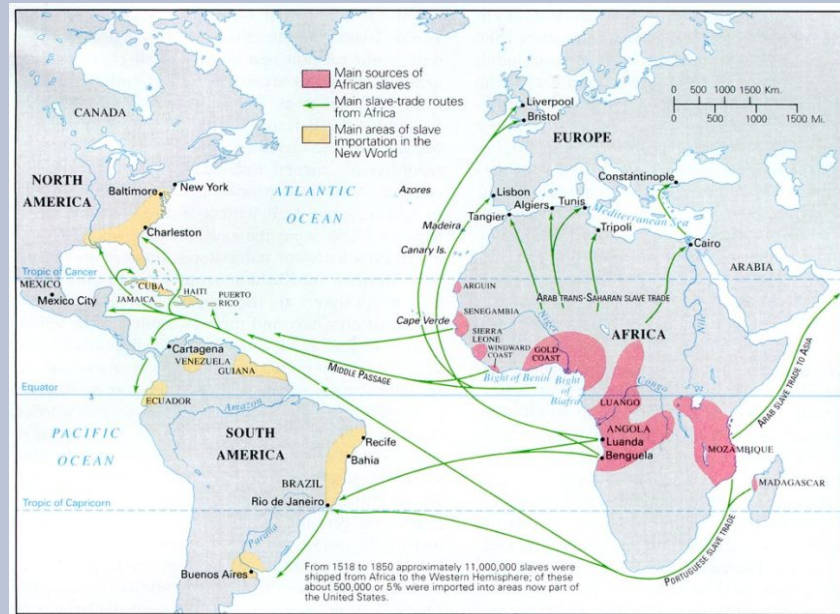 Main sources of
African slaves
Main slave-trade routes
from Africa
Main areas of slave
importation in the
New World
0 500 1000 1500 Km.
0 500 1000 1500 Mi.
CANADA
Liverpool
Bristol
EUROPE
NORTH
AMERICA
Baltimore
New York
ATLANTIC
OCEAN
Azores
Lisbon
Constantinople
Algiers
Tunis
Tangier
Mediterranean Sea
Madeira
Charleston
Tripoli
Canary Is.
Cairo
Tropic of Cancer
MEXICO
Mexico City
CUBA
HAITI
JAMAICA
PUERTO
RICO
ARABIA
ARGUIN
ARAB TRANS-SAHARAN SLAVE TRADE
Cape Verde
SENEGAMBIA
Niger
Nile
AFRICA
SIERRA
LEONE
WINDWARD
COAST
GOLD
COAST
Cartagena
VENEZUELA
GUIANA
MIDDLE PASSAGE
Bight of Benin
Bight
of
Biafra
Congo
Equator
ECUADOR
Amazon
LUANGO
ARAB SLAVE TRADE TO ASIA
PACIFIC
OCEAN
SOUTH
AMERICA
Recife
Bahia
BRAZIL
ANGOLA
Luanda
Benguela
MOZAMBIQUE
MADAGASCAR
Tropic of Capricorn
Rio de Janeiro
Paraná
Buenos Aires
PORTUGUESE SLAVE TRADE
From 1518 to 1850 approximately 11,000,000 slaves were
shipped from Africa to the Western Hemisphere; of these
about 500,000 or 5% were imported into areas now part of
the United States.